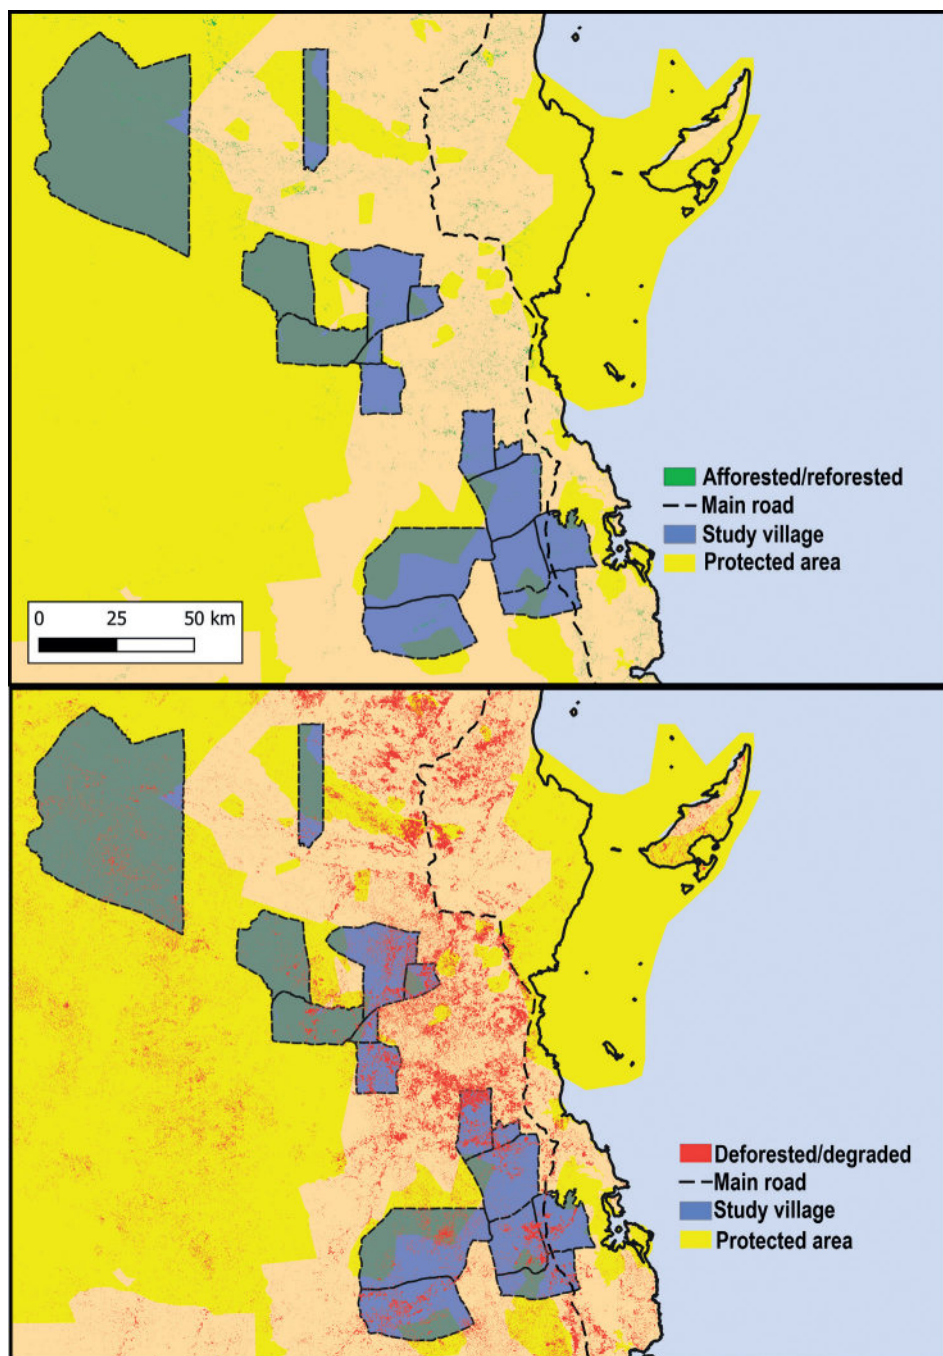 Afforested/reforested
Main road
Study village
Protected area
0 25 50 km
Deforested/degraded
Main road
Study village
Protected area